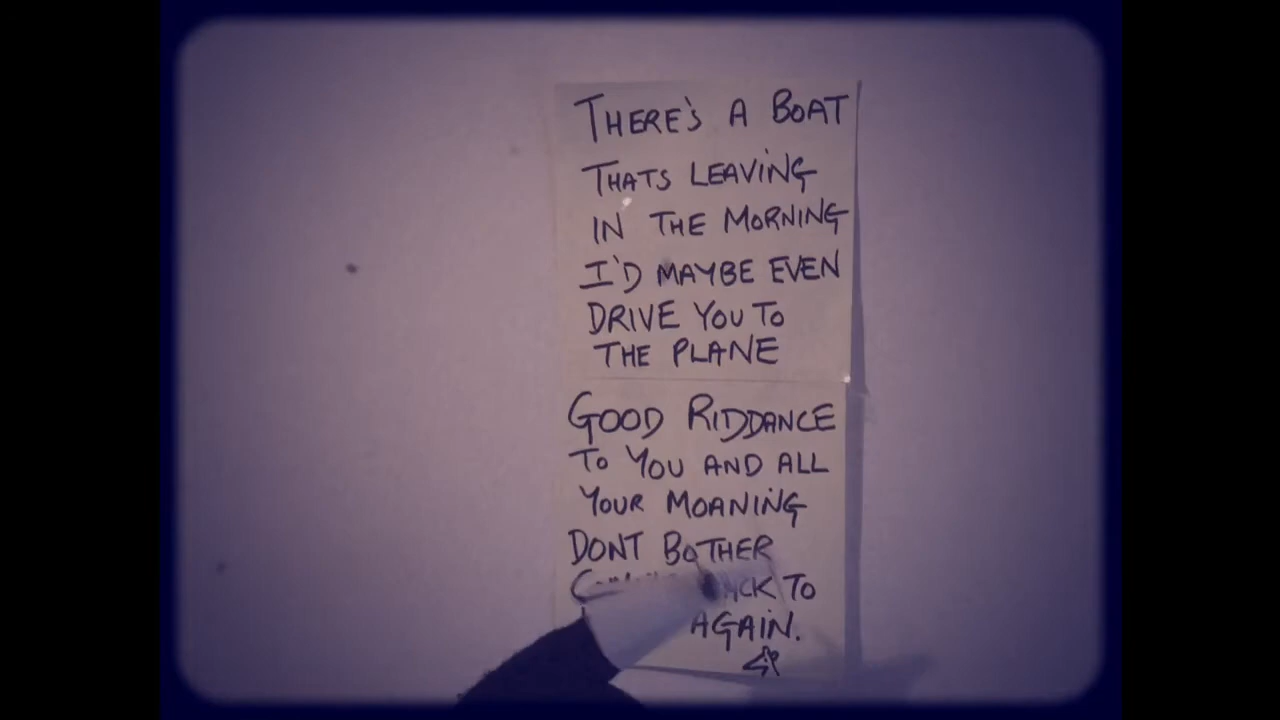 THERE'S A BOAT
THATS LEAVING
IN THE MORNING
I'D MAYBE EVEN
DRIVE YOU TO
THE PLANE
GOOD RIDDANCE
TO YOU AND ALL
YOUR MOANING
DONT BOTHER
TO
AGAIN.